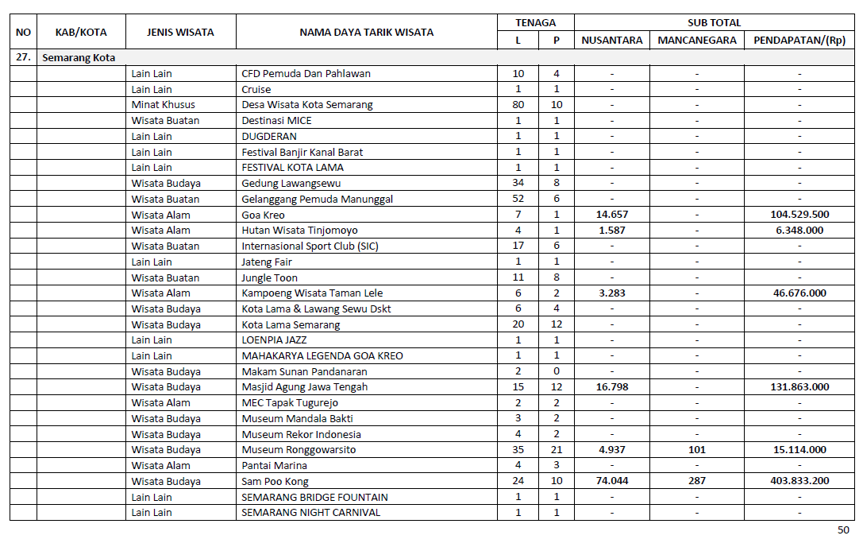 NO KAB/KOTA JENIS WISATA NAMA DAYA TARIK WISATA TENAGA SUB TOTAL
L P NUSANTARA MANCANEGARA PENDAPATAN/(Rp)
27. Semarang Kota
Lain Lain CFD Pemuda Dan Pahlawan 10 4 - - -
Lain Lain Cruise 1 1 - - -
Minat Khusus Desa Wisata Kota Semarang 80 10 - - -
Wisata Buatan Destinasi MICE 1 1 - - -
Lain Lain DUGDERAN 1 1 - - -
Lain Lain Festival Banjir Kanal Barat 1 1 - - -
Lain Lain FESTIVAL KOTA LAMA 1 1 - - -
Wisata Budaya Gedung Lawangsewu 34 8 - - -
Wisata Buatan Gelanggang Pemuda Manunggal 52 6 - - -
Wisata Alam Goa Kreo 7 1 14.657 - 104.529.500
Wisata Alam Hutan Wisata Tinjomoyo 4 1 1.587 - 6.348.000
Wisata Buatan Internasional Sport Club (SIC) 17 6 - - -
Lain Lain Jateng Fair 1 1 - - -
Wisata Buatan Jungle Toon 11 8 - - -
Wisata Alam Kampoeng Wisata Taman Lele 6 2 3.283 - 46.676.000
Wisata Budaya Kota Lama & Lawang Sewu Dskt 6 4 - - -
Wisata Budaya Kota Lama Semarang 20 12 - - -
Lain Lain LOENPIA JAZZ 1 1 - - -
Lain Lain MAHAKARYA LEGENDA GOA KREO 1 1 - - -
Wisata Budaya Makam Sunan Pandanaran 2 0 - - -
Wisata Budaya Masjid Agung Jawa Tengah 15 12 16.798 - 131.863.000
Wisata Alam MEC Tapak Tugurejo 2 2 - - -
Wisata Budaya Museum Mandala Bakti 3 2 - - -
Wisata Budaya Museum Rekor Indonesia 4 2 - - -
Wisata Budaya Museum Ronggowarsito 35 21 4.937 101 15.114.000
Wisata Alam Pantai Marina 4 3 - - -
Wisata Budaya Sam Poo Kong 24 10 74.044 287 403.833.200
Lain Lain SEMARANG BRIDGE FOUNTAIN 1 1 - - -
Lain Lain SEMARANG NIGHT CARNIVAL 1 1 - - -
50